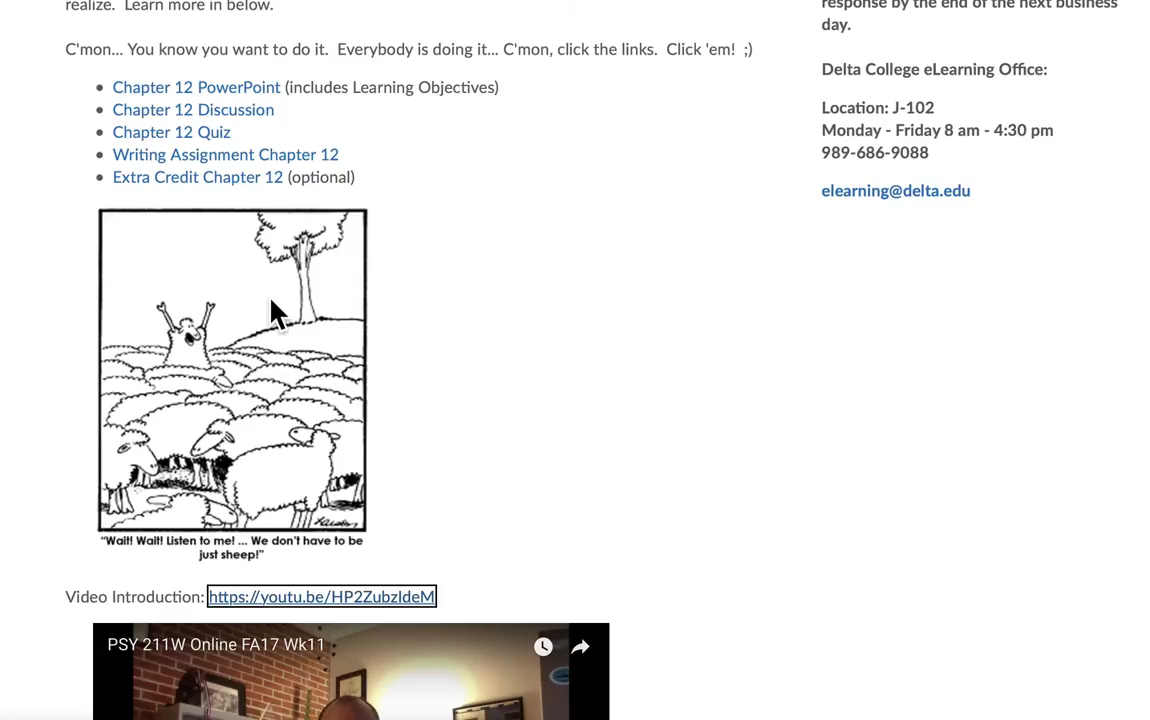 realize.  Learn more in below.
C'mon... You know you want to do it.  Everybody is doing it... C'mon, click the links.  Click 'em!  ;)
Chapter 12 PowerPoint (includes Learning Objectives)
Chapter 12 Discussion
Chapter 12 Quiz
Writing Assignment Chapter 12
Extra Credit Chapter 12 (optional)
"Wait! Wait! Listen to me! ... We don't have to be
just sheep!"
Video Introduction: https://youtu.be/HP2ZubzIdeM
PSY 211W Online FA17 Wk11
response by the end of the next business
day.
Delta College eLearning Office:
Location: J-102
Monday - Friday 8 am - 4:30 pm
989-686-9088
elearning@delta.edu